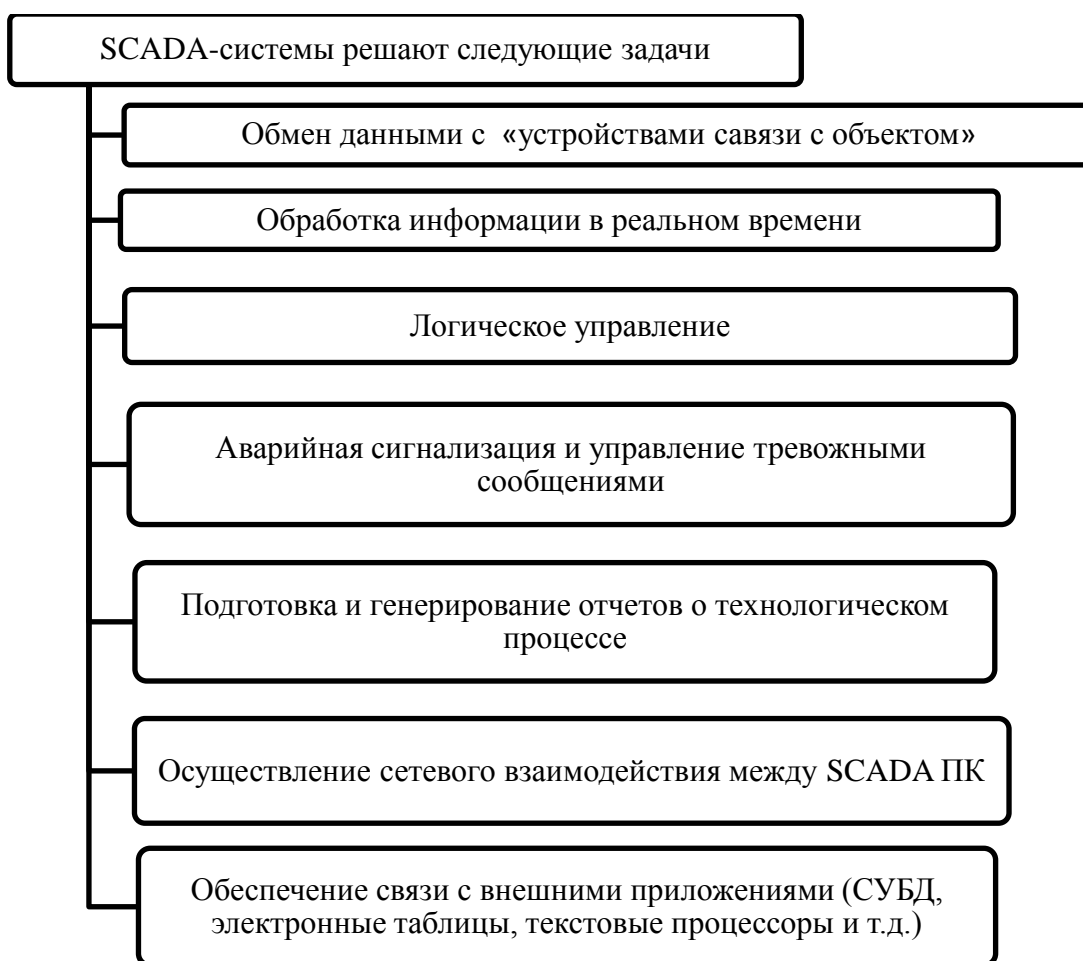 SCADA-системы решают следующие задачи
Обмен данными с «устройствами савязи с объектом»
Обработка информации в реальном времени
Логическое управление
Аварийная сигнализация и управление тревожными
сообщениями
Подготовка и генерирование отчетов о технологическом
процессе
Осуществление сетевого взаимодействия между SCADA ПК
Обеспечение связи с внешними приложениями (СУБД,
электронные таблицы, текстовые процессоры и т.д.)